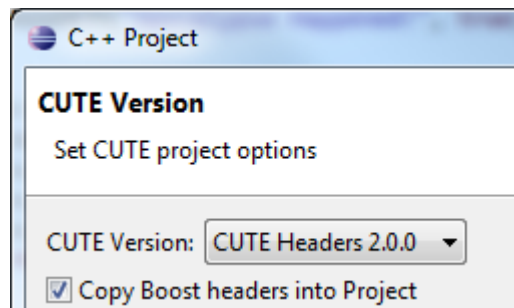 C++ Project
CUTE Version
Set CUTE project options
CUTE Version: CUTE Headers 2.0.0
Copy Boost headers into Project